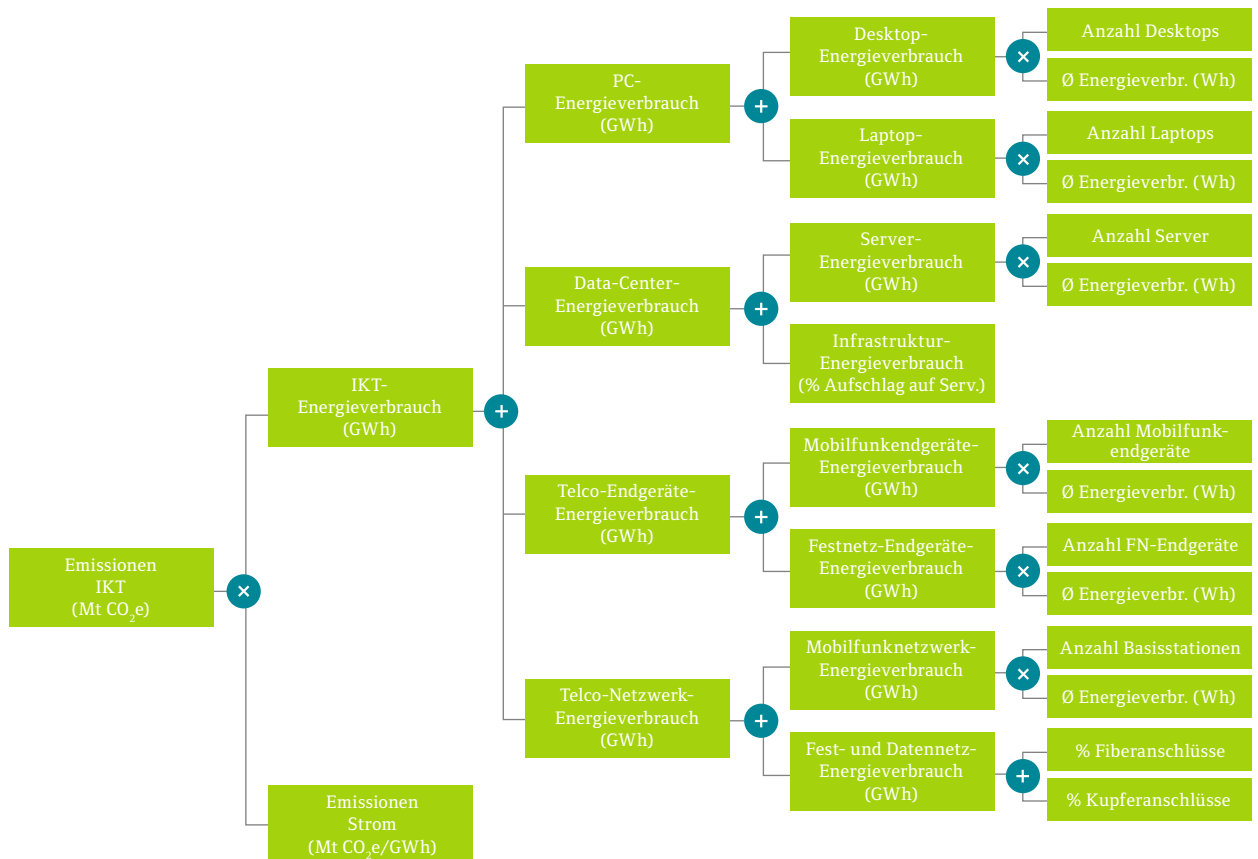 Emissionen
IKT
(Mt CO₂e)
×
IKT-
Energieverbrauch
(GWh)
Emissionen
Strom
(Mt CO₂e/GWh)
+
PC-
Energieverbrauch
(GWh)
+
Desktop-
Energieverbrauch
(GWh)
×
Anzahl Desktops
Ø Energieverbr. (Wh)
Laptop-
Energieverbrauch
(GWh)
×
Anzahl Laptops
Ø Energieverbr. (Wh)
Data-Center-
Energieverbrauch
(GWh)
+
Server-
Energieverbrauch
(GWh)
×
Anzahl Server
Ø Energieverbr. (Wh)
Infrastruktur-
Energieverbrauch
(% Aufschlag auf Serv.)
Telco-Endgeräte-
Energieverbrauch
(GWh)
+
Mobilfunkendgeräte-
Energieverbrauch
(GWh)
×
Anzahl Mobilfunk-
endgeräte
Ø Energieverbr. (Wh)
Festnetz-Endgeräte-
Energieverbrauch
(GWh)
×
Anzahl FN-Endgeräte
Ø Energieverbr. (Wh)
Telco-Netzwerk-
Energieverbrauch
(GWh)
+
Mobilfunknetzwerk-
Energieverbrauch
(GWh)
×
Anzahl Basisstationen
Ø Energieverbr. (Wh)
Fest- und Datennetz-
Energieverbrauch
(GWh)
+
% Fiberanschlüsse
% Kupferanschlüsse